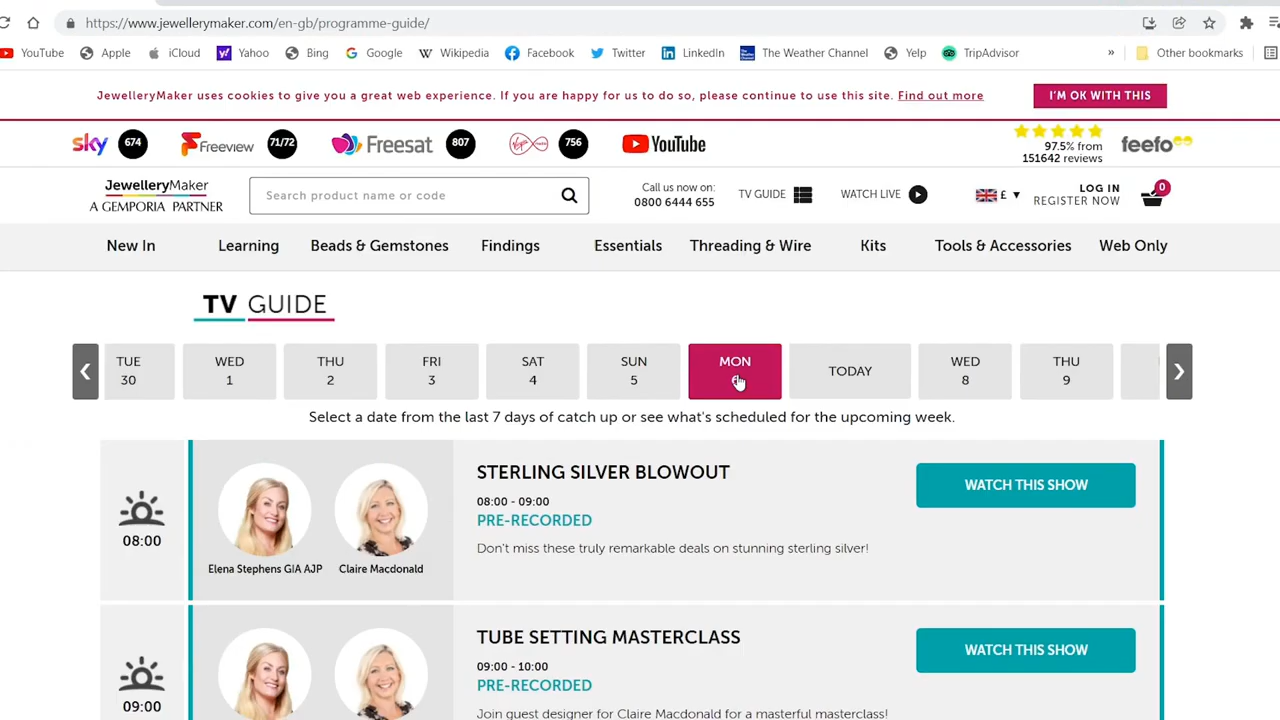 https://www.jewellerymaker.com/en-gb/programme-guide/
YouTube Apple iCloud Yahoo Bing Google Wikipedia Facebook Twitter LinkedIn The Weather Channel Yelp TripAdvisor » Other bookmarks
JewelleryMaker uses cookies to give you a great web experience. If you are happy for us to do so, please continue to use this site. Find out more I'M OK WITH THIS
sky 674 Freeview 71/72 Freesat 807 756 YouTube 97.5% from 151642 reviews feefo
JewelleryMaker
A GEMPORIA PARTNER
Search product name or code
Call us now on:
0800 6444 655
TV GUIDE WATCH LIVE £ LOG IN
REGISTER NOW
0
New In Learning Beads & Gemstones Findings Essentials Threading & Wire Kits Tools & Accessories Web Only
TV GUIDE
TUE WED THU FRI SAT SUN MON TODAY WED THU
30 1 2 3 4 5 8 9
Select a date from the last 7 days of catch up or see what's scheduled for the upcoming week.
STERLING SILVER BLOWOUT
08:00 - 09:00
PRE-RECORDED
Don't miss these truly remarkable deals on stunning sterling silver!
WATCH THIS SHOW
08:00
Elena Stephens GIA AJP Claire Macdonald
TUBE SETTING MASTERCLASS
09:00 - 10:00
PRE-RECORDED
Join guest designer for Claire Macdonald for a masterful masterclass!
WATCH THIS SHOW
09:00